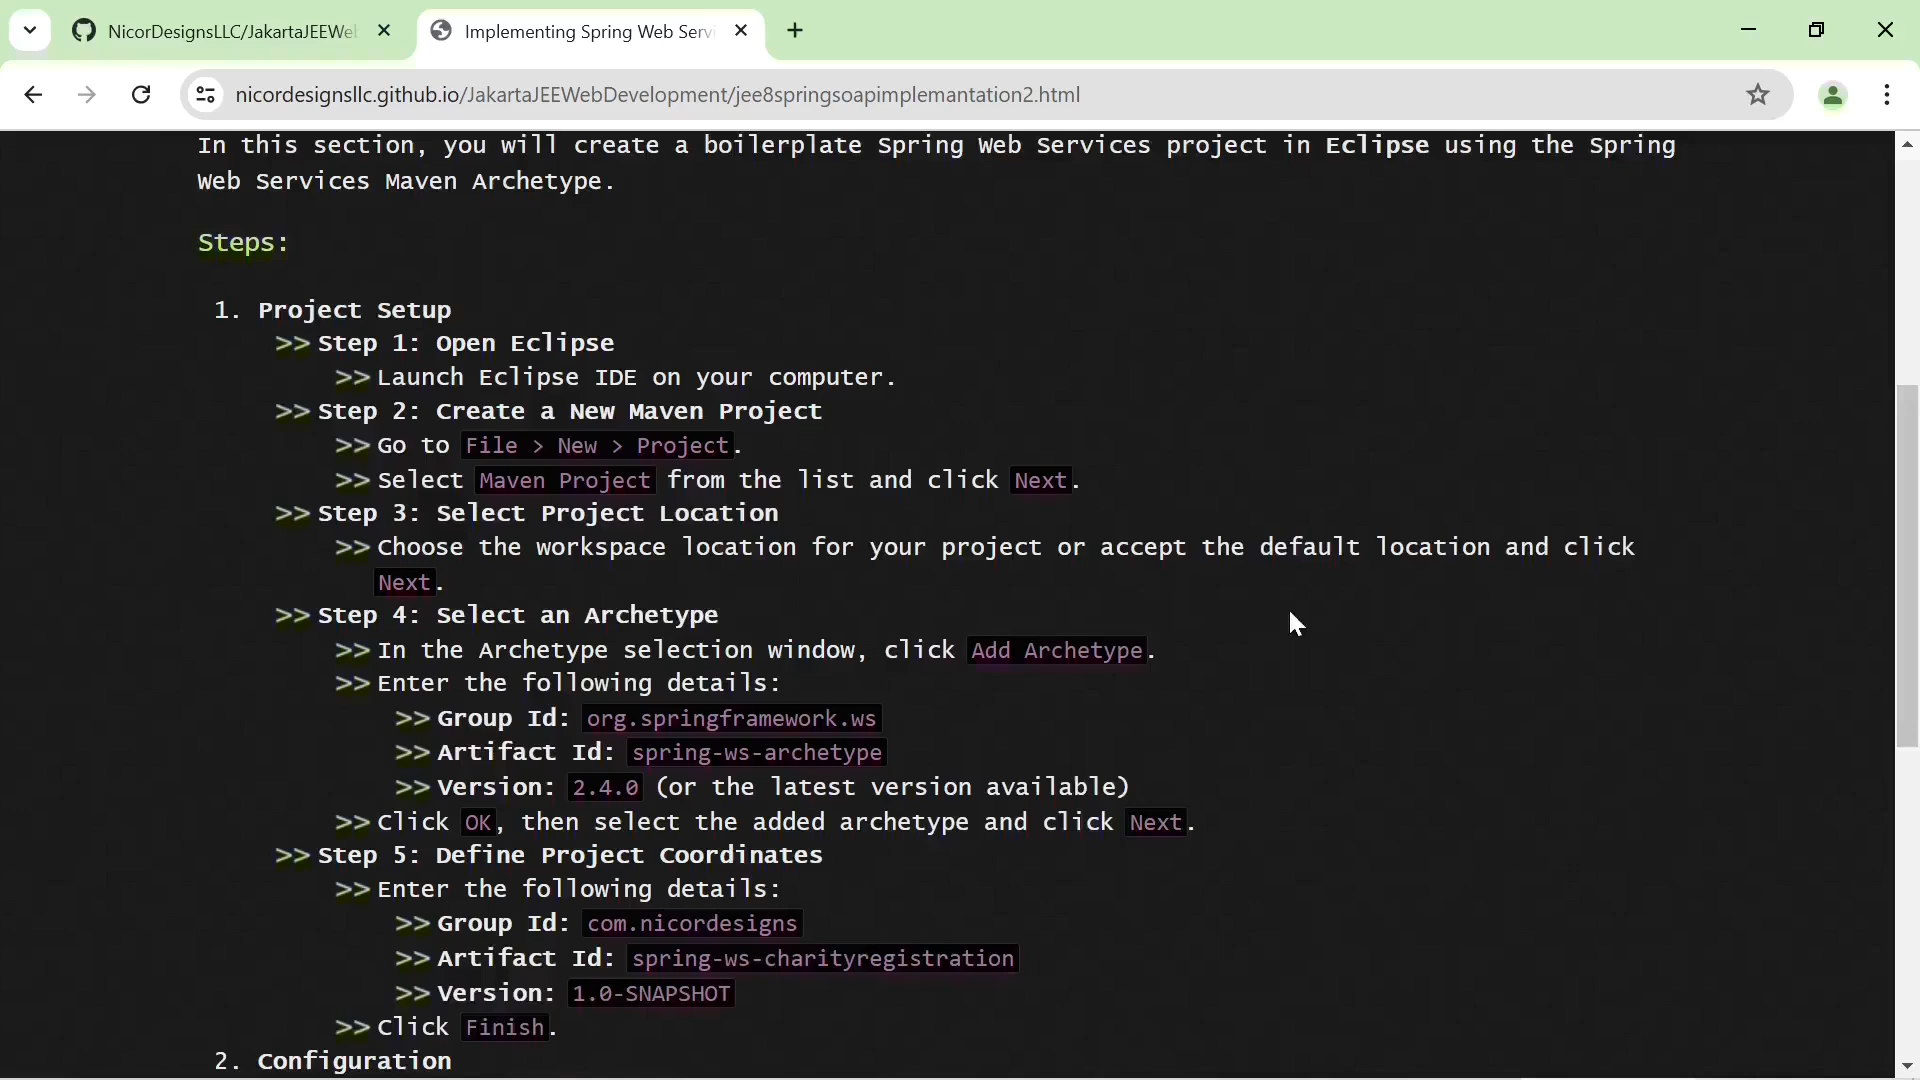 NicorDesignsLLC/JakartaJEEWe
Implementing Spring Web Servi
nicordesignsllc.github.io/JakartaJEEWebDevelopment/jee8springsoapimplemantation2.html
In this section, you will create a boilerplate Spring Web Services project in Eclipse using the Spring
Web Services Maven Archetype.
Steps:
1. Project Setup
>> Step 1: Open Eclipse
>> Launch Eclipse IDE on your computer.
>> Step 2: Create a New Maven Project
>> Go to File > New > Project.
>> Select Maven Project from the list and click Next.
>> Step 3: Select Project Location
>> Choose the workspace location for your project or accept the default location and click
Next.
>> Step 4: Select an Archetype
>> In the Archetype selection window, click Add Archetype.
>> Enter the following details:
>> Group Id: org.springframework.ws
>> Artifact Id: spring-ws-archetype
>> Version: 2.4.0 (or the latest version available)
>> Click OK, then select the added archetype and click Next.
>> Step 5: Define Project Coordinates
>> Enter the following details:
>> Group Id: com.nicordesigns
>> Artifact Id: spring-ws-charityregistration
>> Version: 1.0-SNAPSHOT
>> Click Finish.
2. Configuration